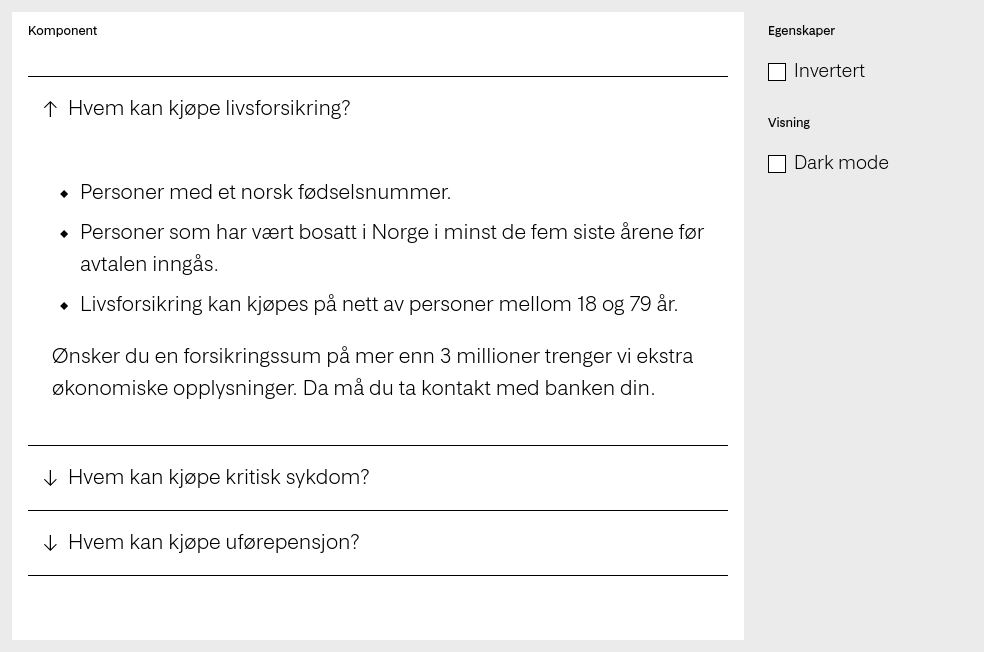 Komponent
Hvem kan kjøpe livsforsikring?
Personer med et norsk fødselsnummer.
Personer som har vært bosatt i Norge i minst de fem siste årene før
avtalen inngås.
Livsforsikring kan kjøpes på nett av personer mellom 18 og 79 år.
Ønsker du en forsikringssum på mer enn 3 millioner trenger vi ekstra
økonomiske opplysninger. Da må du ta kontakt med banken din.
Hvem kan kjøpe kritisk sykdom?
Hvem kan kjøpe uførepensjon?
Egenskaper
Invertert
Visning
Dark mode